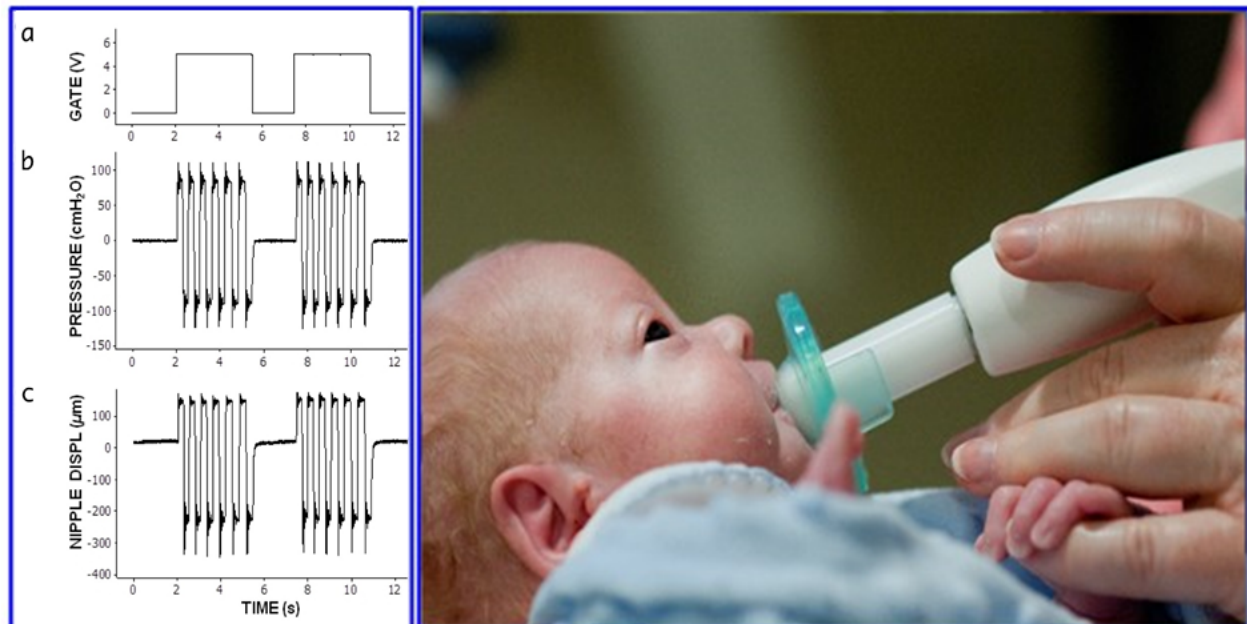 a
GATE (V)
6
4
2
0
0 2 4 6 8 10 12
b
PRESSURE (cmH₂O)
100
50
0
-50
-100
-150
0 2 4 6 8 10 12
c
NIPPLE DISPL (µm)
100
0
-100
-200
-300
-400
0 2 4 6 8 10 12
TIME (s)